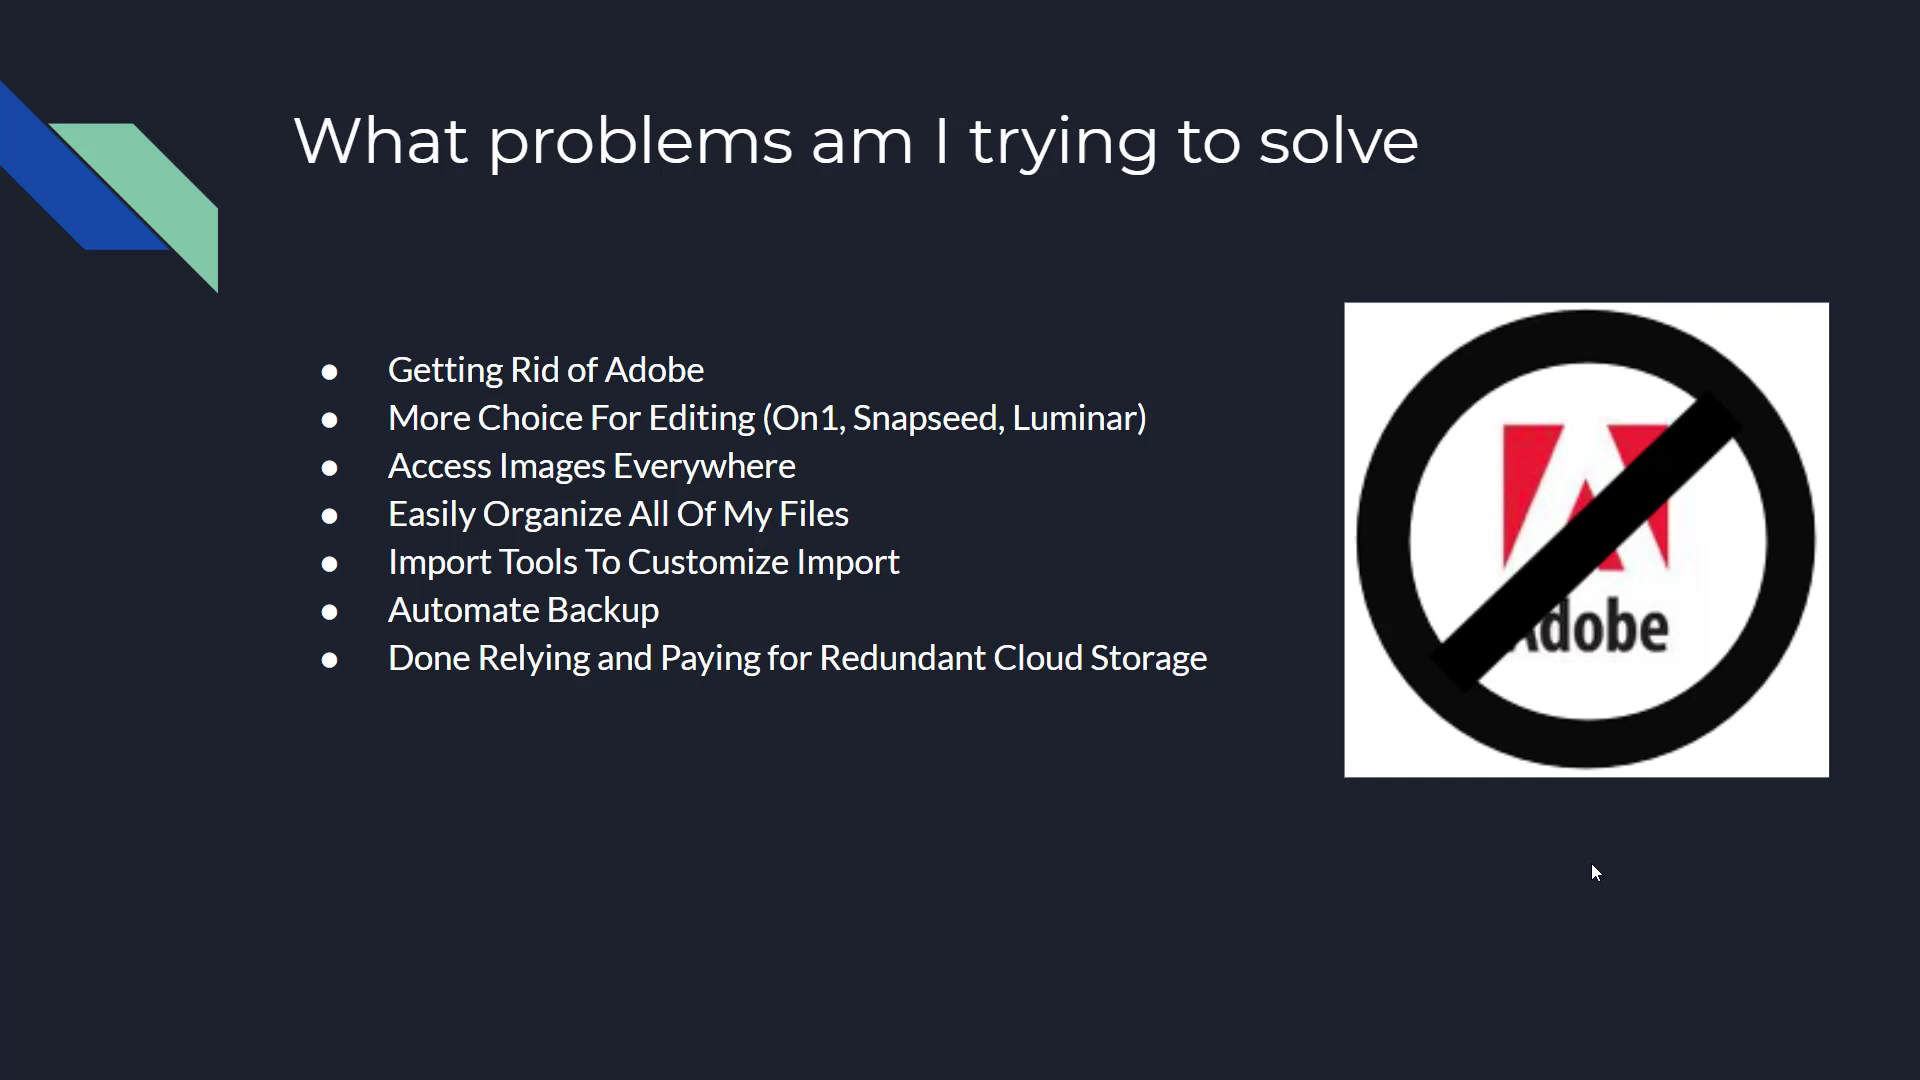 What problems am I trying to solve
● Getting Rid of Adobe
● More Choice For Editing (On1, Snapseed, Luminar)
● Access Images Everywhere
● Easily Organize All Of My Files
● Import Tools To Customize Import
● Automate Backup
● Done Relying and Paying for Redundant Cloud Storage
Adobe